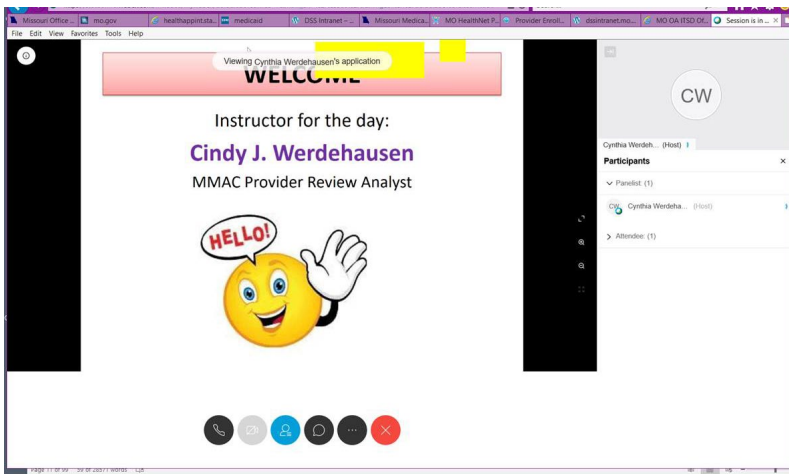 Missouri Office ...
mo.gov
healthappint.sta...
medicaid
DSS Intranet – ...
Missouri Medica...
MO HealthNet P...
Provider Enroll...
dssintranet.mo...
MO OA ITSD Of...
Session is in ...
File Edit View Favorites Tools Help
Viewing Cynthia Werdehausen's application
WELCOME
Instructor for the day:
Cindy J. Werdehausen
MMAC Provider Review Analyst
HELLO!
CW
Cynthia Werdeh... (Host)
Participants
Panelist: (1)
CW Cynthia Werdeha... (Host)
Attendee: (1)